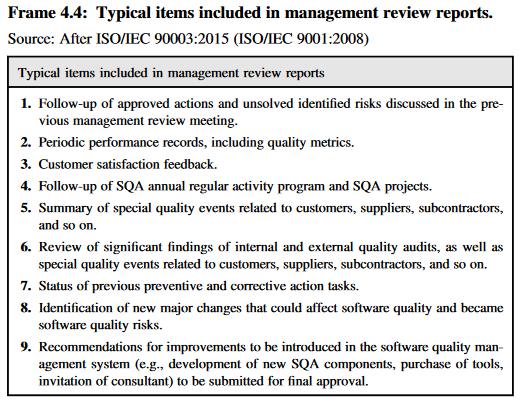 Frame 4.4: Typical items included in management review reports.
Source: After ISO/IEC 90003:2015 (ISO/IEC 9001:2008)
Typical items included in management review reports
1. Follow-up of approved actions and unsolved identified risks discussed in the pre-
vious management review meeting.
2. Periodic performance records, including quality metrics.
3. Customer satisfaction feedback.
4. Follow-up of SQA annual regular activity program and SQA projects.
5. Summary of special quality events related to customers, suppliers, subcontractors,
and so on.
6. Review of significant findings of internal and external quality audits, as well as
special quality events related to customers, suppliers, subcontractors, and so on.
7. Status of previous preventive and corrective action tasks.
8. Identification of new major changes that could affect software quality and became
software quality risks.
9. Recommendations for improvements to be introduced in the software quality man-
agement system (e.g., development of new SQA components, purchase of tools,
invitation of consultant) to be submitted for final approval.